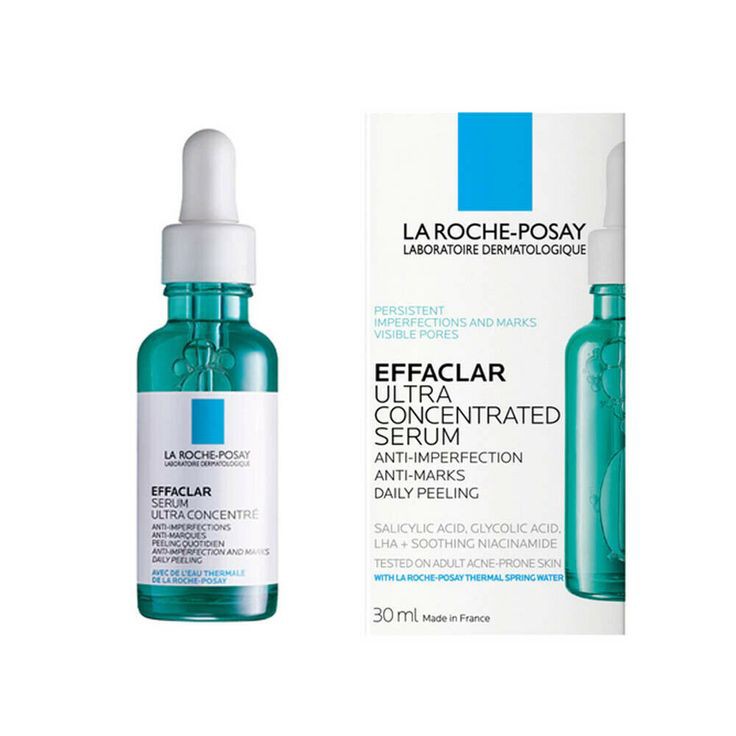 LA ROCHE-POSAY
LABORATOIRE DERMATOLOGIQUE
EFFACLAR
SERUM
ULTRA CONCENTRÉ
ANTI-IMPERFECTIONS
ANTI-MARQUES
PEELING QUOTIDIEN
ANTI-IMPERFECTION AND MARKS
DAILY PEELING
AVEC DE L'EAU THERMALE
DE LA ROCHE-POSAY
LA ROCHE-POSAY
LABORATOIRE DERMATOLOGIQUE
PERSISTENT
IMPERFECTIONS AND MARKS
VISIBLE PORES
EFFACLAR
ULTRA
CONCENTRATED
SERUM
ANTI-IMPERFECTION
ANTI-MARKS
DAILY PEELING
SALICYLIC ACID, GLYCOLIC ACID,
LHA + SOOTHING NIACINAMIDE
TESTED ON ADULT ACNE-PRONE SKIN
WITH LA ROCHE-POSAY THERMAL SPRING WATER
30 ml Made in France